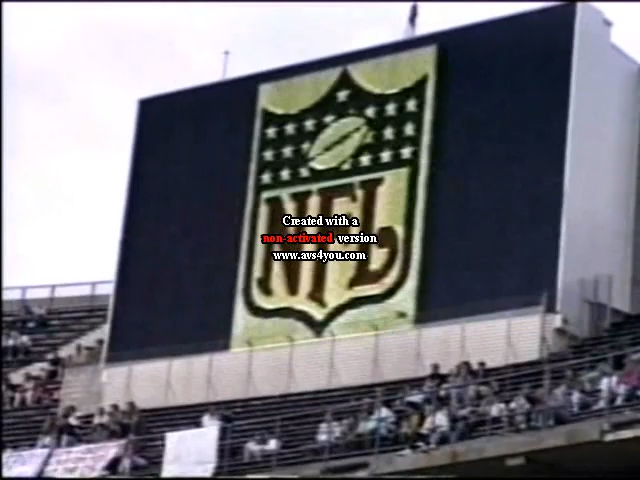 NFL
Created with a
non-activated version
www.avs4you.com